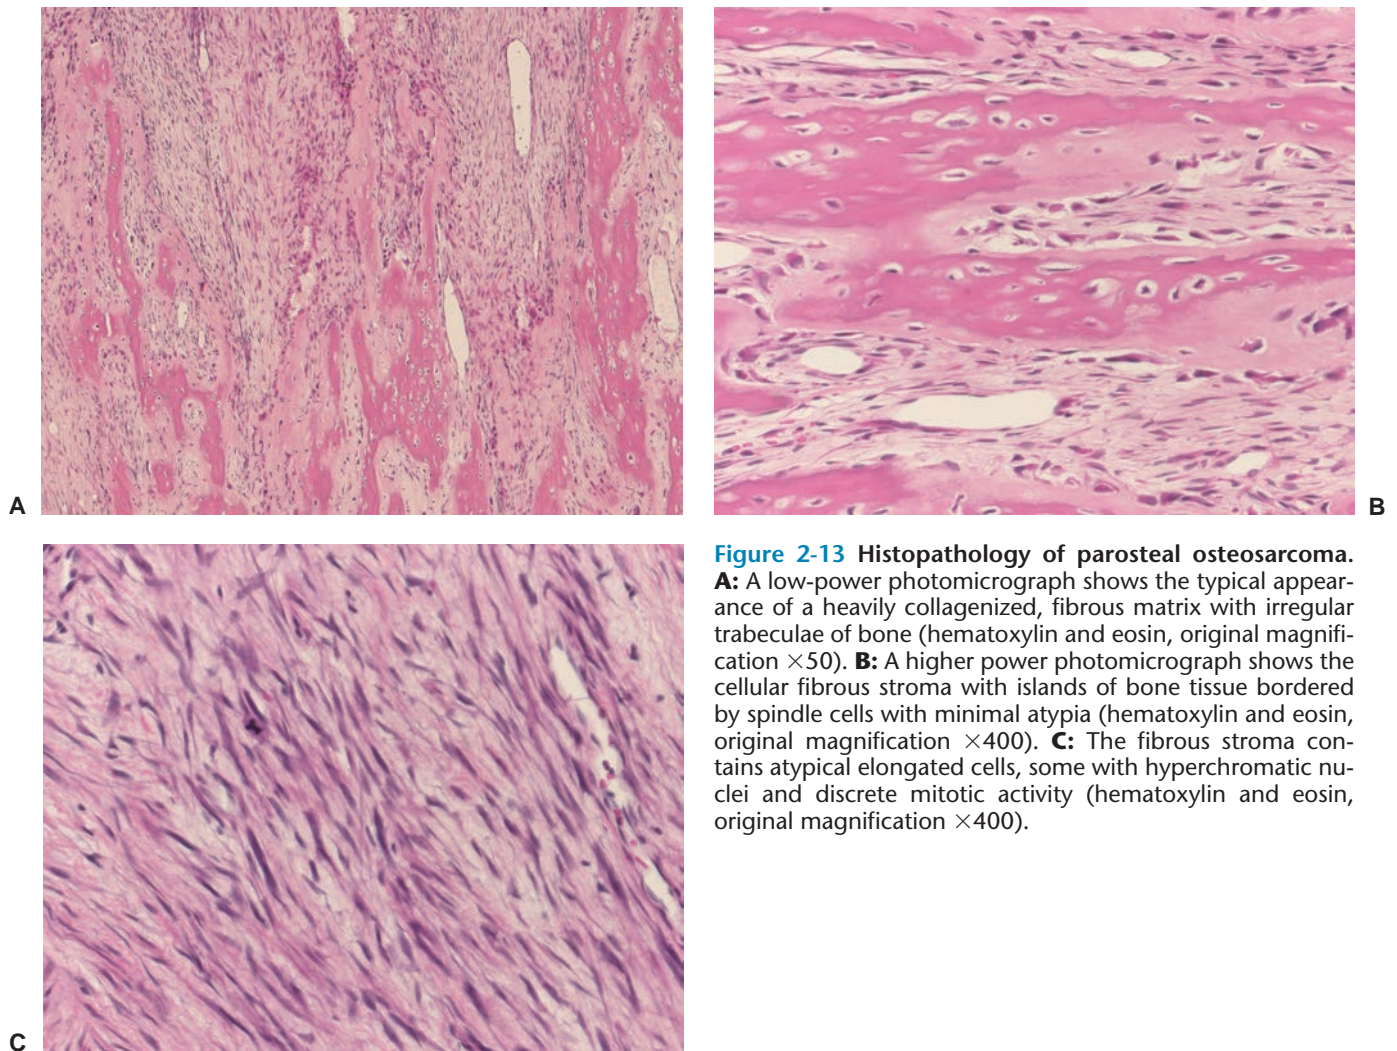 A
B
Figure 2-13 Histopathology of parosteal osteosarcoma.
A: A low-power photomicrograph shows the typical appear-
ance of a heavily collagenized, fibrous matrix with irregular
trabeculae of bone (hematoxylin and eosin, original magnifi-
cation ×50). B: A higher power photomicrograph shows the
cellular fibrous stroma with islands of bone tissue bordered
by spindle cells with minimal atypia (hematoxylin and eosin,
original magnification ×400). C: The fibrous stroma con-
tains atypical elongated cells, some with hyperchromatic nu-
clei and discrete mitotic activity (hematoxylin and eosin,
original magnification ×400).
C